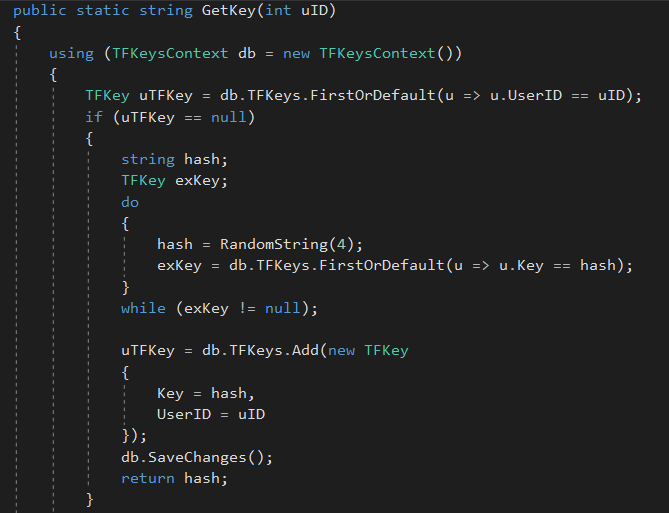 public static string GetKey(int uID)
{
using (TFKeysContext db = new TFKeysContext())
{
TFKey uTFKey = db.TFKeys.FirstOrDefault(u => u.UserID == uID);
if (uTFKey == null)
{
string hash;
TFKey exKey;
do
{
hash = RandomString(4);
exKey = db.TFKeys.FirstOrDefault(u => u.Key == hash);
}
while (exKey != null);
uTFKey = db.TFKeys.Add(new TFKey
{
Key = hash,
UserID = uID
});
db.SaveChanges();
return hash;
}